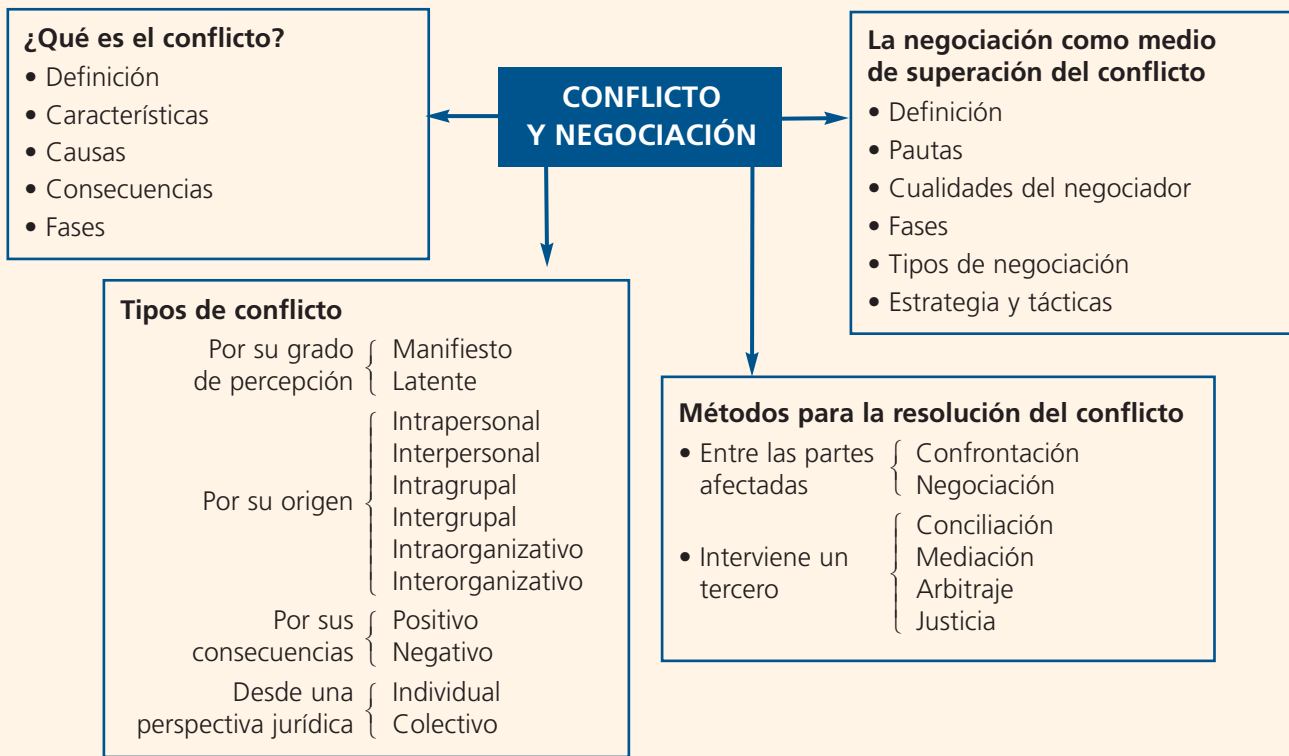 ¿Qué es el conflicto?
• Definición
• Características
• Causas
• Consecuencias
• Fases
CONFLICTO
Y NEGOCIACIÓN
La negociación como medio
de superación del conflicto
• Definición
• Pautas
• Cualidades del negociador
• Fases
• Tipos de negociación
• Estrategia y tácticas
Tipos de conflicto
Por su grado
de percepción
Manifiesto
Latente
Por su origen
Intrapersonal
Interpersonal
Intragrupal
Intergrupal
Intraorganizativo
Interorganizativo
Por sus
consecuencias
Positivo
Negativo
Desde una
perspectiva jurídica
Individual
Colectivo
Métodos para la resolución del conflicto
• Entre las partes
afectadas
Confrontación
Negociación
• Interviene un
tercero
Conciliación
Mediación
Arbitraje
Justicia